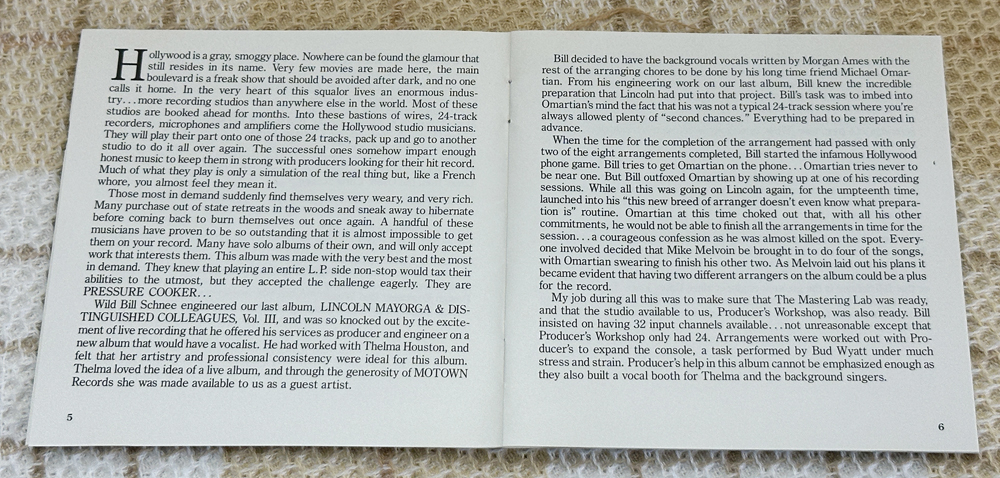 Hollywood is a gray, smoggy place. Nowhere can be found the glamour that
still resides in its name. Very few movies are made here, the main
boulevard is a freak show that should be avoided after dark, and no one
calls it home. In the very heart of this squalor lives an enormous indus-
try...more recording studios than anywhere else in the world. Most of these
studios are booked ahead for months. Into these bastions of wires, 24-track
recorders, microphones and amplifiers come the Hollywood studio musicians.
They will play their part onto one of those 24 tracks, pack up and go to another
studio to do it all over again. The successful ones somehow impart enough
honest music to keep them in strong with producers looking for their hit record.
Much of what they play is only a simulation of the real thing but, like a French
whore, you almost feel they mean it.
Those most in demand suddenly find themselves very weary, and very rich.
Many purchase out of state retreats in the woods and sneak away to hibernate
before coming back to burn themselves out once again. A handful of these
musicians have proven to be so outstanding that it is almost impossible to get
them on your record. Many have solo albums of their own, and will only accept
work that interests them. This album was made with the very best and the most
in demand. They knew that playing an entire L.P. side non-stop would tax their
abilities to the utmost, but they accepted the challenge eagerly. They are
PRESSURE COOKER...
Wild Bill Schnee engineered our last album, LINCOLN MAYORGA & DIS-
TINGUISHED COLLEAGUES, Vol. III, and was so knocked out by the excite-
ment of live recording that he offered his services as producer and engineer on a
new album that would have a vocalist. He had worked with Thelma Houston, and
felt that her artistry and professional consistency were ideal for this album.
Thelma loved the idea of a live album, and through the generosity of MOTOWN
Records she was made available to us as a guest artist.
5
Bill decided to have the background vocals written by Morgan Ames with the
rest of the arranging chores to be done by his long time friend Michael Omar-
tian. From his engineering work on our last album, Bill knew the incredible
preparation that Lincoln had put into that project. Bill's task was to imbed into
Omartian's mind the fact that his was not a typical 24-track session where you're
always allowed plenty of "second chances." Everything had to be prepared in
advance.
When the time for the completion of the arrangement had passed with only
two of the eight arrangements completed, Bill started the infamous Hollywood
phone game. Bill tries to get Omartian on the phone...Omartian tries never to
be near one. But Bill outfoxed Omartian by showing up at one of his recording
sessions. While all this was going on Lincoln again, for the umpteenth time,
launched into his "this new breed of arranger doesn't even know what prepara-
tion is" routine. Omartian at this time choked out that, with all his other
commitments, he would not be able to finish all the arrangements in time for the
session...a courageous confession as he was almost killed on the spot. Every-
one involved decided that Mike Melvoin be brought in to do four of the songs,
with Omartian swearing to finish his other two. As Melvoin laid out his plans it
became evident that having two different arrangers on the album could be a plus
for the record.
My job during all this was to make sure that The Mastering Lab was ready,
and that the studio available to us, Producer's Workshop, was also ready. Bill
insisted on having 32 input channels available...not unreasonable except that
Producer's Workshop only had 24. Arrangements were worked out with Pro-
ducer's to expand the console, a task performed by Bud Wyatt under much
stress and strain. Producer's help in this album cannot be emphasized enough as
they also built a vocal booth for Thelma and the background singers.
6